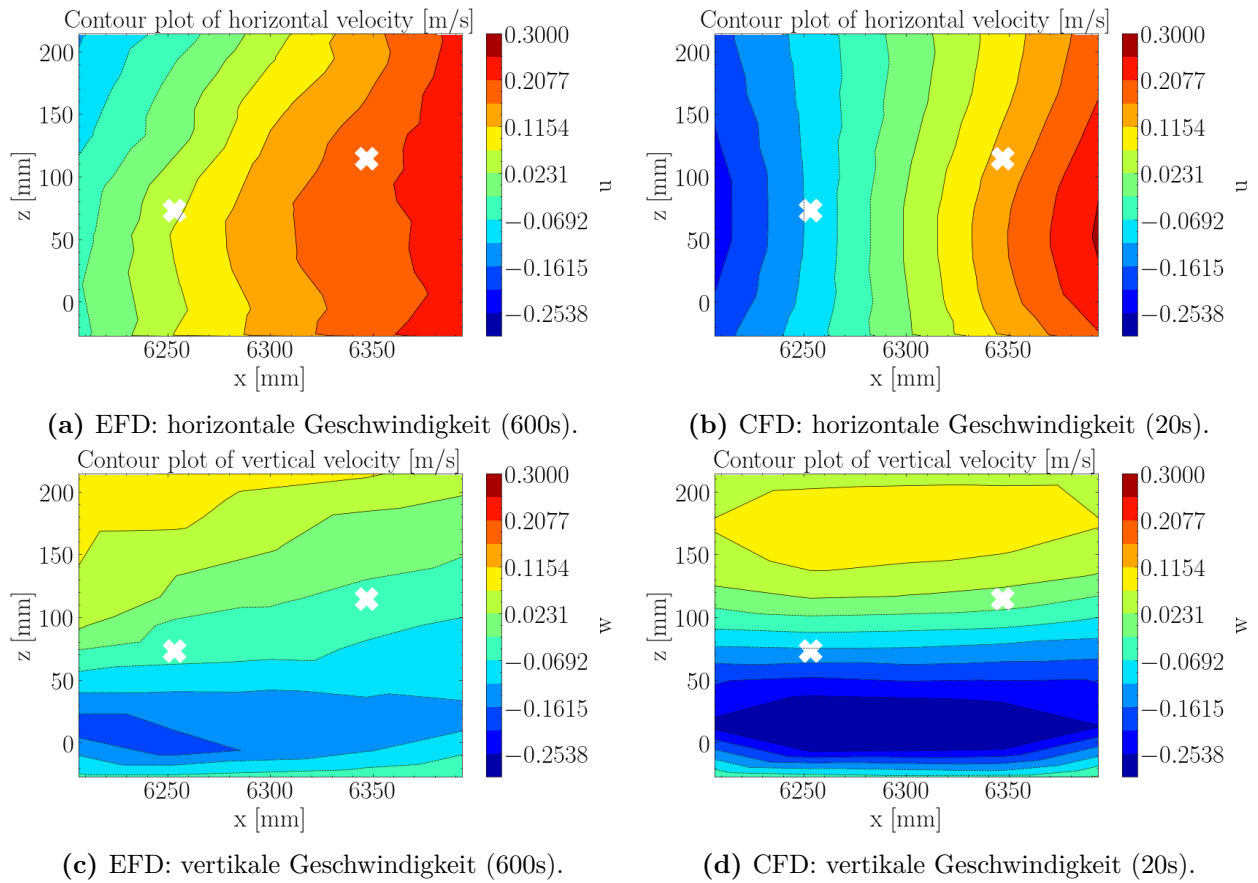 Contour plot of horizontal velocity [m/s]
200
150
100
50
0
z [mm]
6250 6300 6350
x [mm]
0.3000
0.2077
0.1154
0.0231
−0.0692
−0.1615
−0.2538
u
(a) EFD: horizontale Geschwindigkeit (600s).
Contour plot of horizontal velocity [m/s]
200
150
100
50
0
z [mm]
6250 6300 6350
x [mm]
0.3000
0.2077
0.1154
0.0231
−0.0692
−0.1615
−0.2538
u
(b) CFD: horizontale Geschwindigkeit (20s).
Contour plot of vertical velocity [m/s]
200
150
100
50
0
z [mm]
6250 6300 6350
x [mm]
0.3000
0.2077
0.1154
0.0231
−0.0692
−0.1615
−0.2538
w
(c) EFD: vertikale Geschwindigkeit (600s).
Contour plot of vertical velocity [m/s]
200
150
100
50
0
z [mm]
6250 6300 6350
x [mm]
0.3000
0.2077
0.1154
0.0231
−0.0692
−0.1615
−0.2538
w
(d) CFD: vertikale Geschwindigkeit (20s).